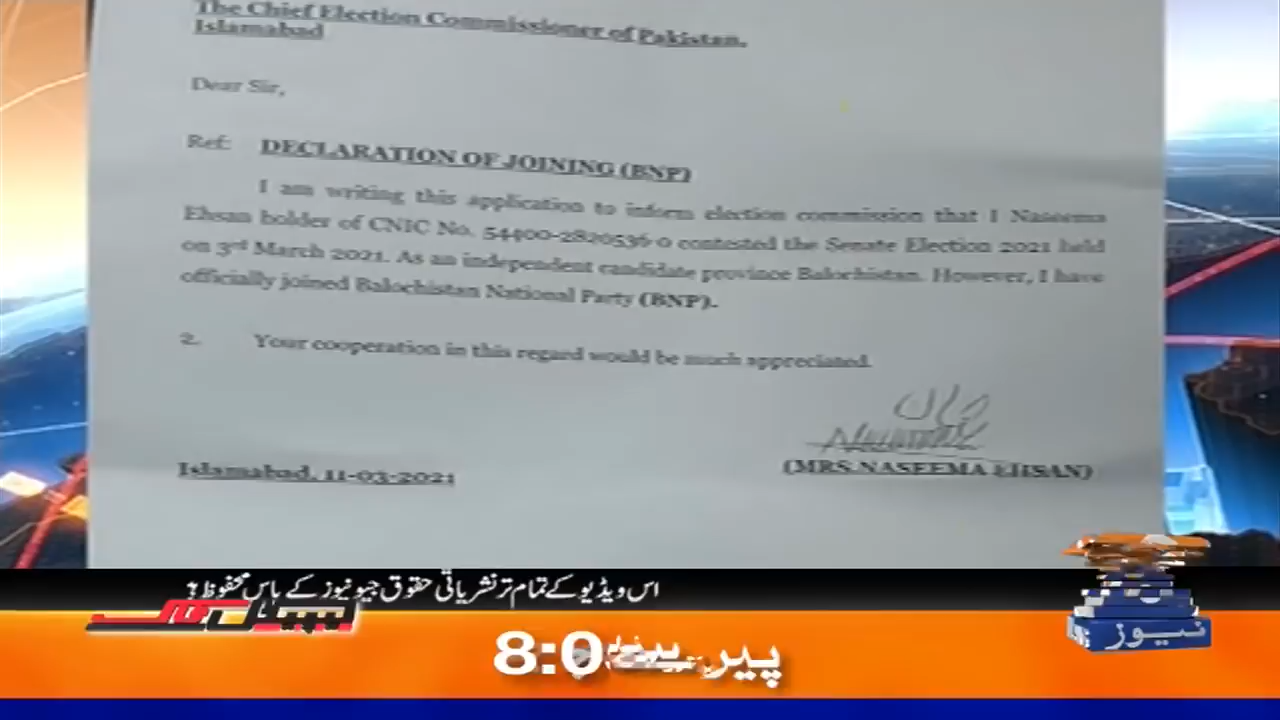 The Chief Election Commissioner of Pakistan.
Islamabad
Dear Sir,
Ref: DECLARATION OF JOINING (BNP)
I am writing this application to inform election commission that I Naseema
Ehsan holder of CNIC No. 54400-2820536-0 contested the Senate Election 2021 held
on 3rd March 2021. As an independent candidate province Balochistan. However, I have
officially joined Balochistan National Party (BNP).
2. Your cooperation in this regard would be much appreciated.
(MRS NASEEMA EHSAN)
Islamabad, 11-03-2021
اس ویڈیو کے تمام تر نشریاتی حقوق جیو نیوز کے پاس محفوظ
نیوز
پیر 8:0